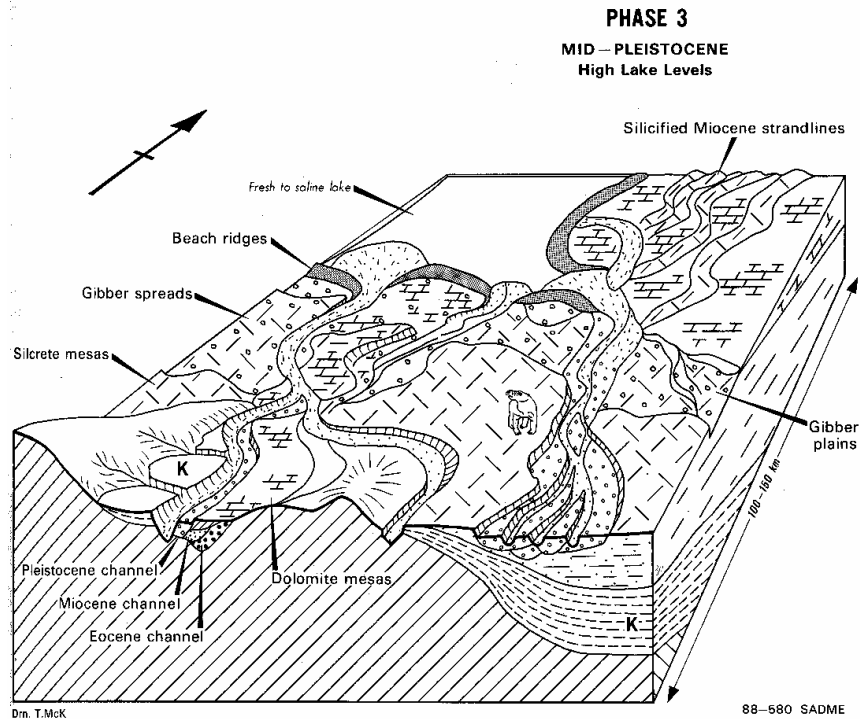 PHASE 3
MID – PLEISTOCENE
High Lake Levels
Silicified Miocene strandlines
Fresh to saline lake
Beach ridges
Gibber spreads
Silcrete mesas
Gibber
plains
K
100–160 km
Pleistocene channel
Dolomite mesas
Miocene channel
K
Eocene channel
Drn. T.McK
88–580 SADME